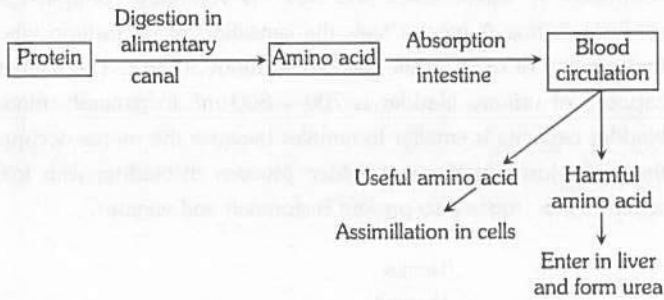 Digestion in
alimentary
canal
Protein
Amino acid
Absorption
intestine
Blood
circulation
Useful amino acid
Assimillation in cells
Harmful
amino acid
Enter in liver
and form urea